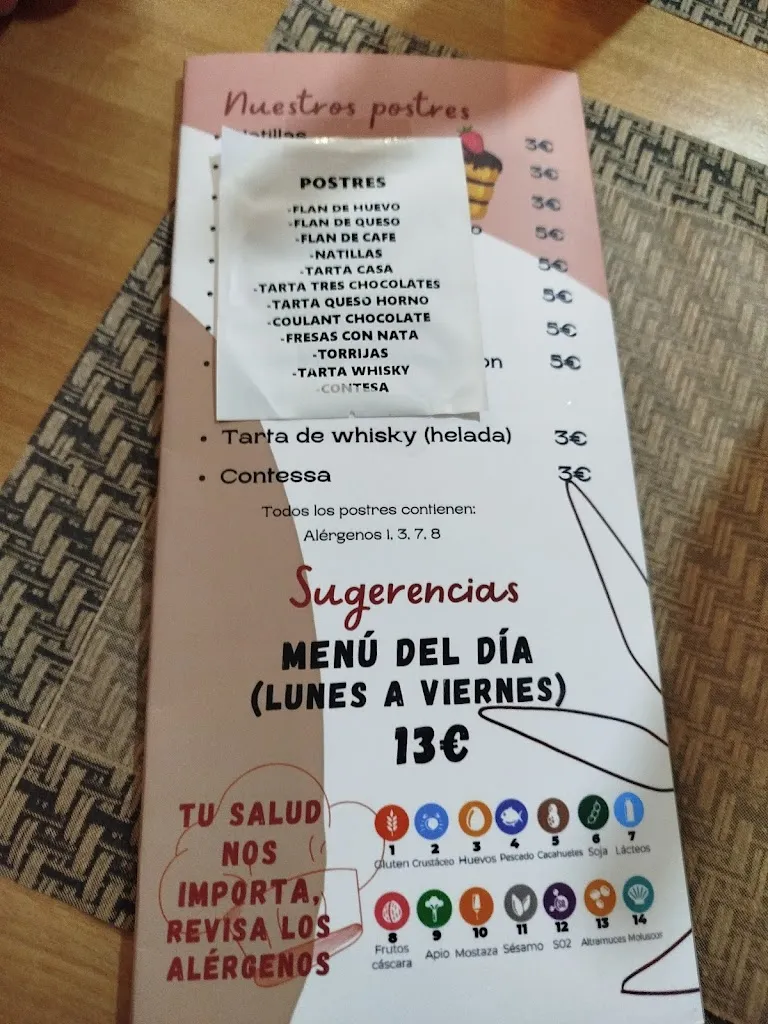 Nuestros postres
3€
POSTRES
3€
-FLAN DE HUEVO
3€
-FLAN DE QUESO
-FLAN DE CAFE
5€
-NATILLAS
-TARTA CASA
5€
-TARTA TRES CHOCOLATES
-TARTA QUESO HORNO
5€
-COULANT CHOCOLATE
-FRESAS CON NATA
5€
-TORRIJAS
-TARTA WHISKY
5€
-CONTESA
• Tarta de whisky (helada) 3€
• Contessa 3€
Todos los postres contienen:
Alérgenos 1, 3, 7, 8
Sugerencias
MENÚ DEL DÍA
(LUNES A VIERNES)
13€
TU SALUD
NOS
IMPORTA,
REVISA LOS
ALÉRGENOS
1 2 3 4 5 6 7
Gluten Crustáceo Huevos Pescado Cacahuetes Soja Lácteos
8 9 10 11 12 13 14
Frutos cáscara Apio Mostaza Sésamo SO2 Altramuces Moluscos